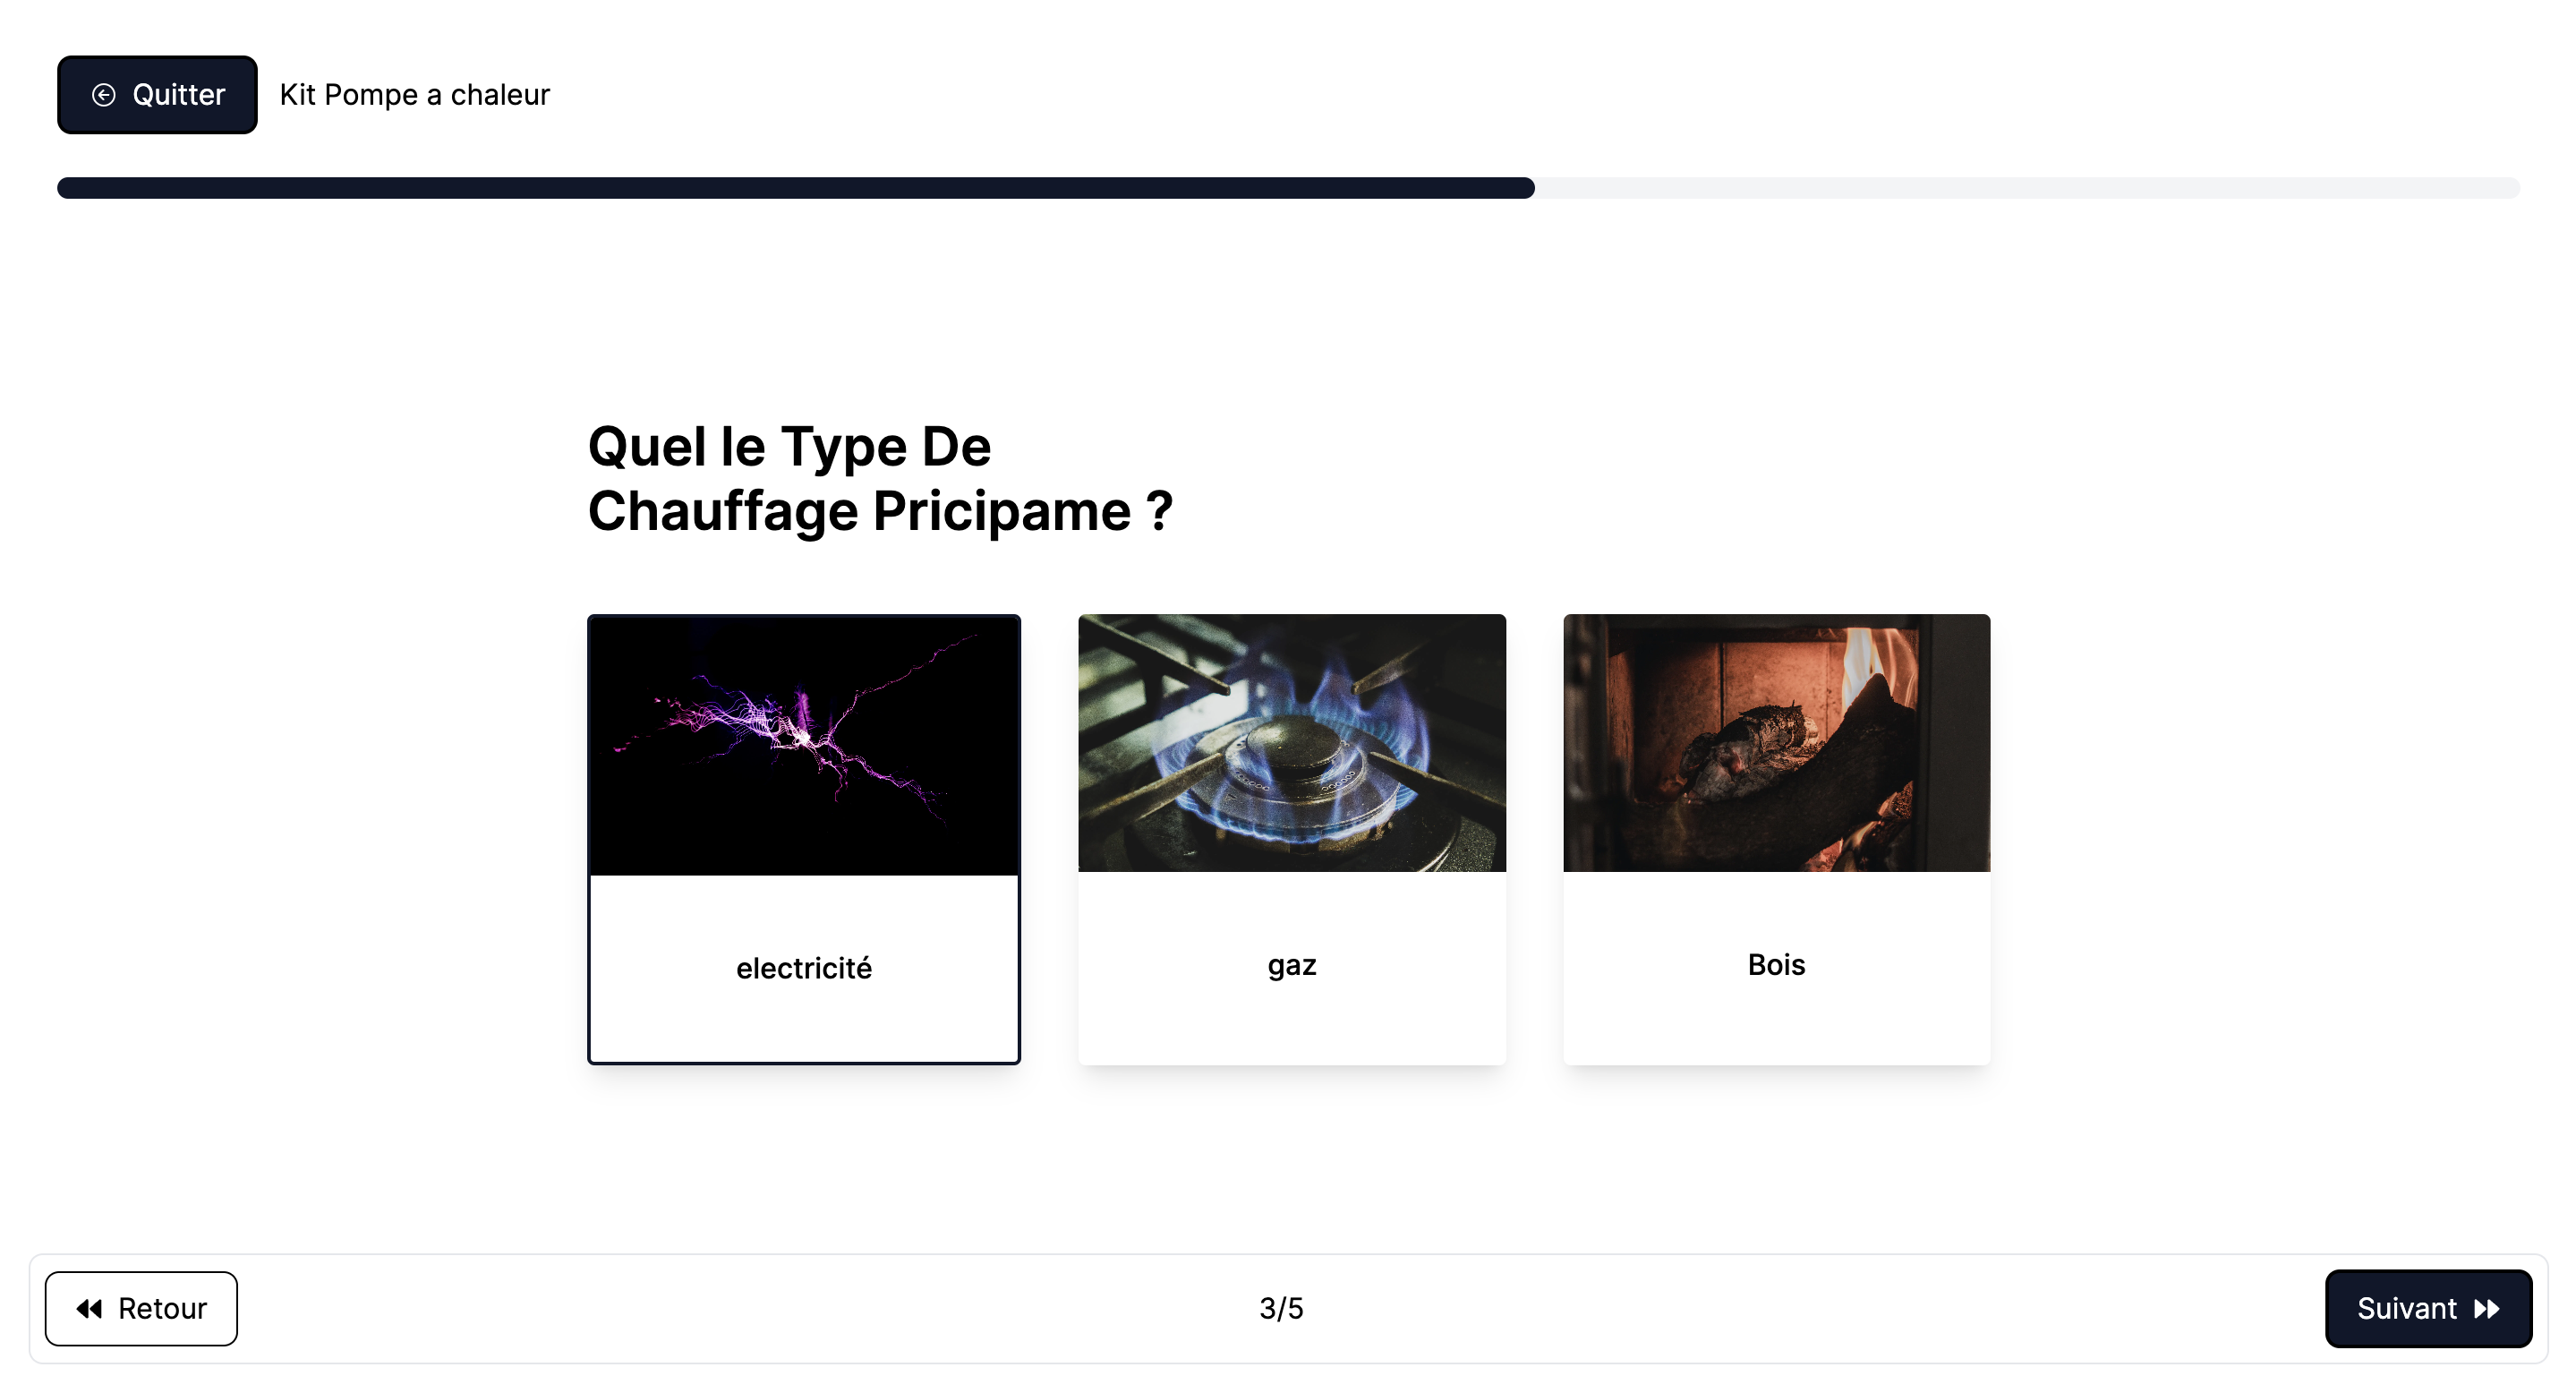 Quitter
Kit Pompe a chaleur
Quel le Type De
Chauffage Pricipame ?
electricité
gaz
Bois
Retour
3/5
Suivant